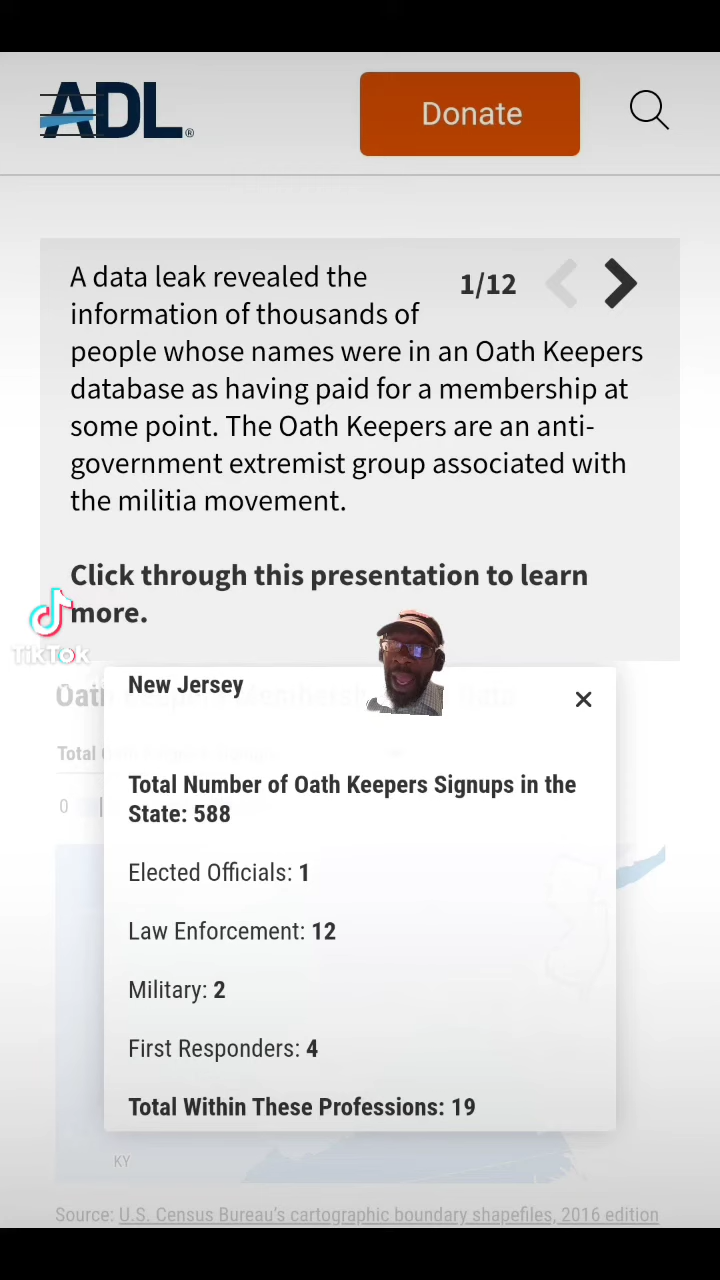 ADL®
Donate
A data leak revealed the
1/12
information of thousands of
people whose names were in an Oath Keepers
database as having paid for a membership at
some point. The Oath Keepers are an anti-
government extremist group associated with
the militia movement.
Click through this presentation to learn
more.
TikTok
Oath
New Jersey
Total
0
Total Number of Oath Keepers Signups in the
State: 588
Elected Officials: 1
Law Enforcement: 12
Military: 2
First Responders: 4
Total Within These Professions: 19
KY
Source: U.S. Census Bureau's cartographic boundary shapefiles, 2016 edition